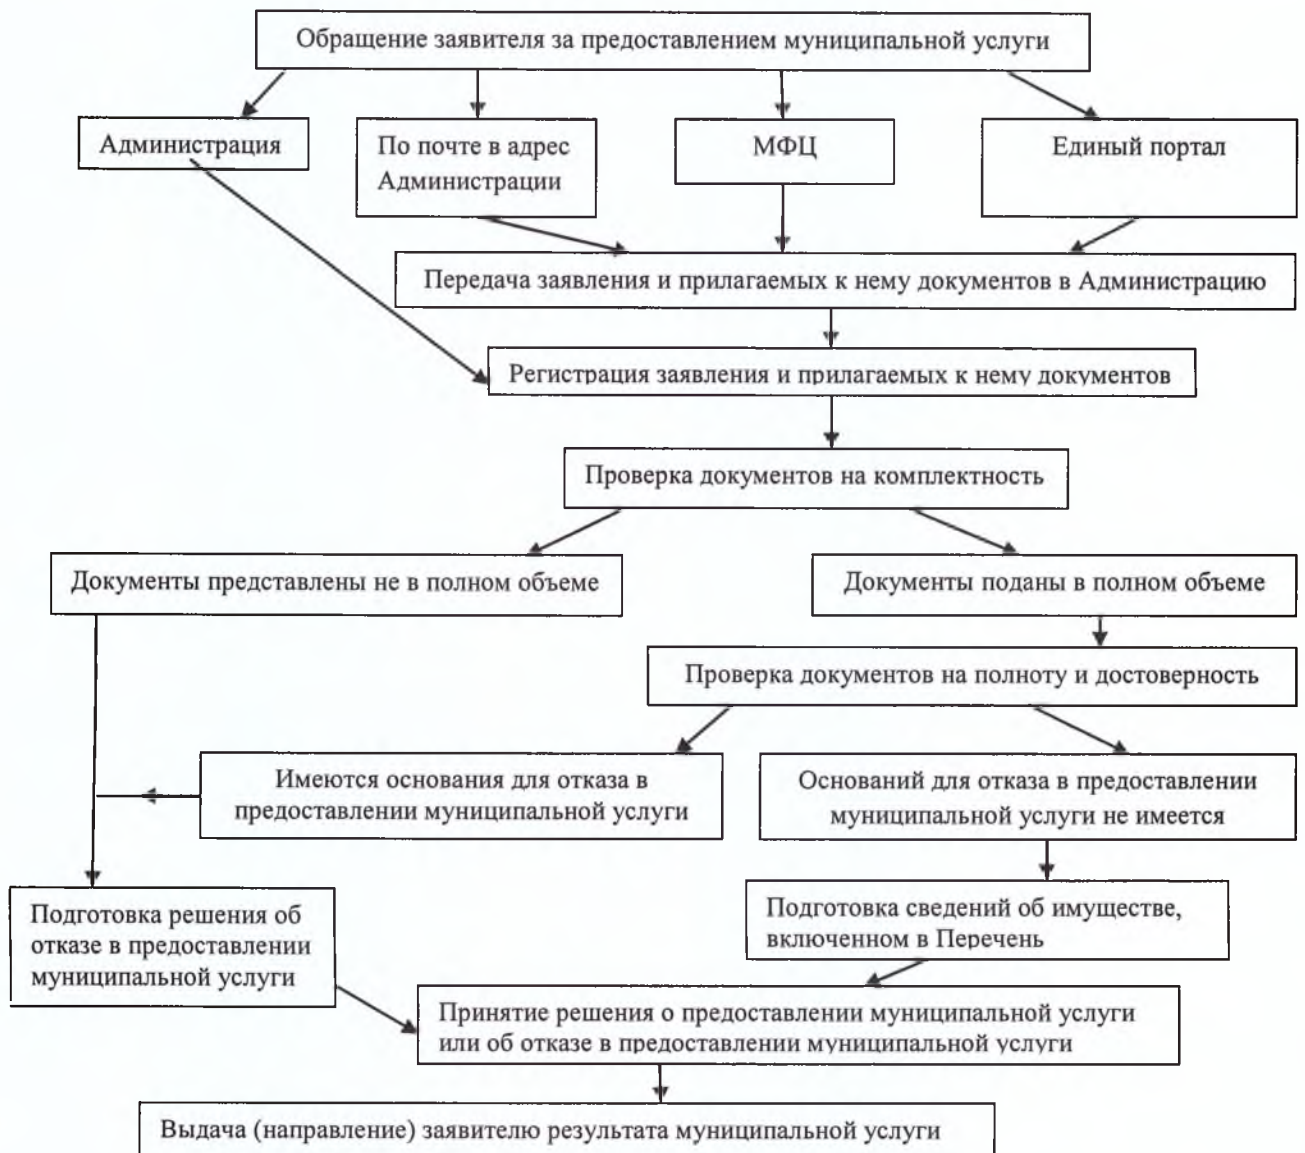 Обращение заявителя за предоставлением муниципальной услуги
Администрация
По почте в адрес
Администрации
МФЦ
Единый портал
Передача заявления и прилагаемых к нему документов в Администрацию
Регистрация заявления и прилагаемых к нему документов
Проверка документов на комплектность
Документы представлены не в полном объеме
Документы поданы в полном объеме
Проверка документов на полноту и достоверность
Имеются основания для отказа в
предоставлении муниципальной услуги
Оснований для отказа в предоставлении
муниципальной услуги не имеется
Подготовка решения об
отказе в предоставлении
муниципальной услуги
Подготовка сведений об имуществе,
включенном в Перечень
Принятие решения о предоставлении муниципальной услуги
или об отказе в предоставлении муниципальной услуги
Выдача (направление) заявителю результата муниципальной услуги